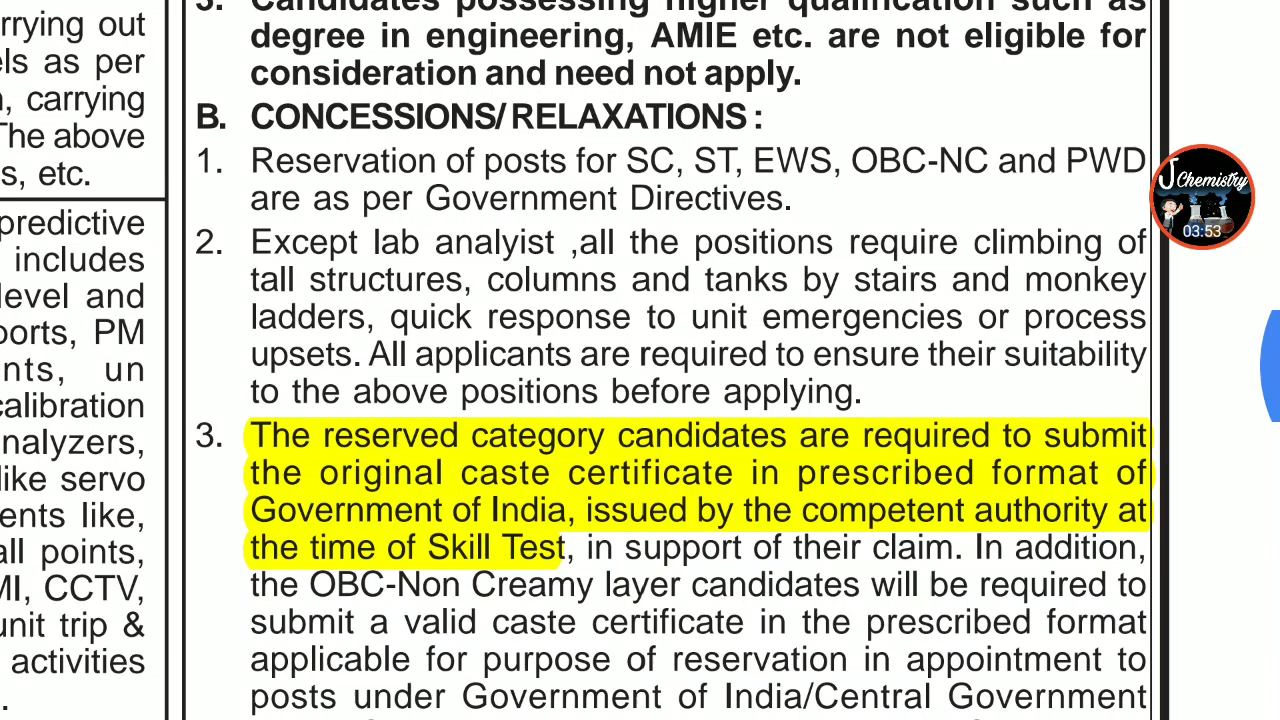 rrying out
els as per
, carrying
The above
s, etc.
predictive
includes
level and
ports, PM
nts, un
calibration
nalyzers,
like servo
ents like,
all points,
MI, CCTV,
unit trip &
activities
.
3. Candidates possessing higher qualification such as
degree in engineering, AMIE etc. are not eligible for
consideration and need not apply.
B. CONCESSIONS/RELAXATIONS :
1. Reservation of posts for SC, ST, EWS, OBC-NC and PWD
are as per Government Directives.
2. Except lab analyist ,all the positions require climbing of
tall structures, columns and tanks by stairs and monkey
ladders, quick response to unit emergencies or process
upsets. All applicants are required to ensure their suitability
to the above positions before applying.
3. The reserved category candidates are required to submit
the original caste certificate in prescribed format of
Government of India, issued by the competent authority at
the time of Skill Test, in support of their claim. In addition,
the OBC-Non Creamy layer candidates will be required to
submit a valid caste certificate in the prescribed format
applicable for purpose of reservation in appointment to
posts under Government of India/Central Government
J Chemistry
03:53